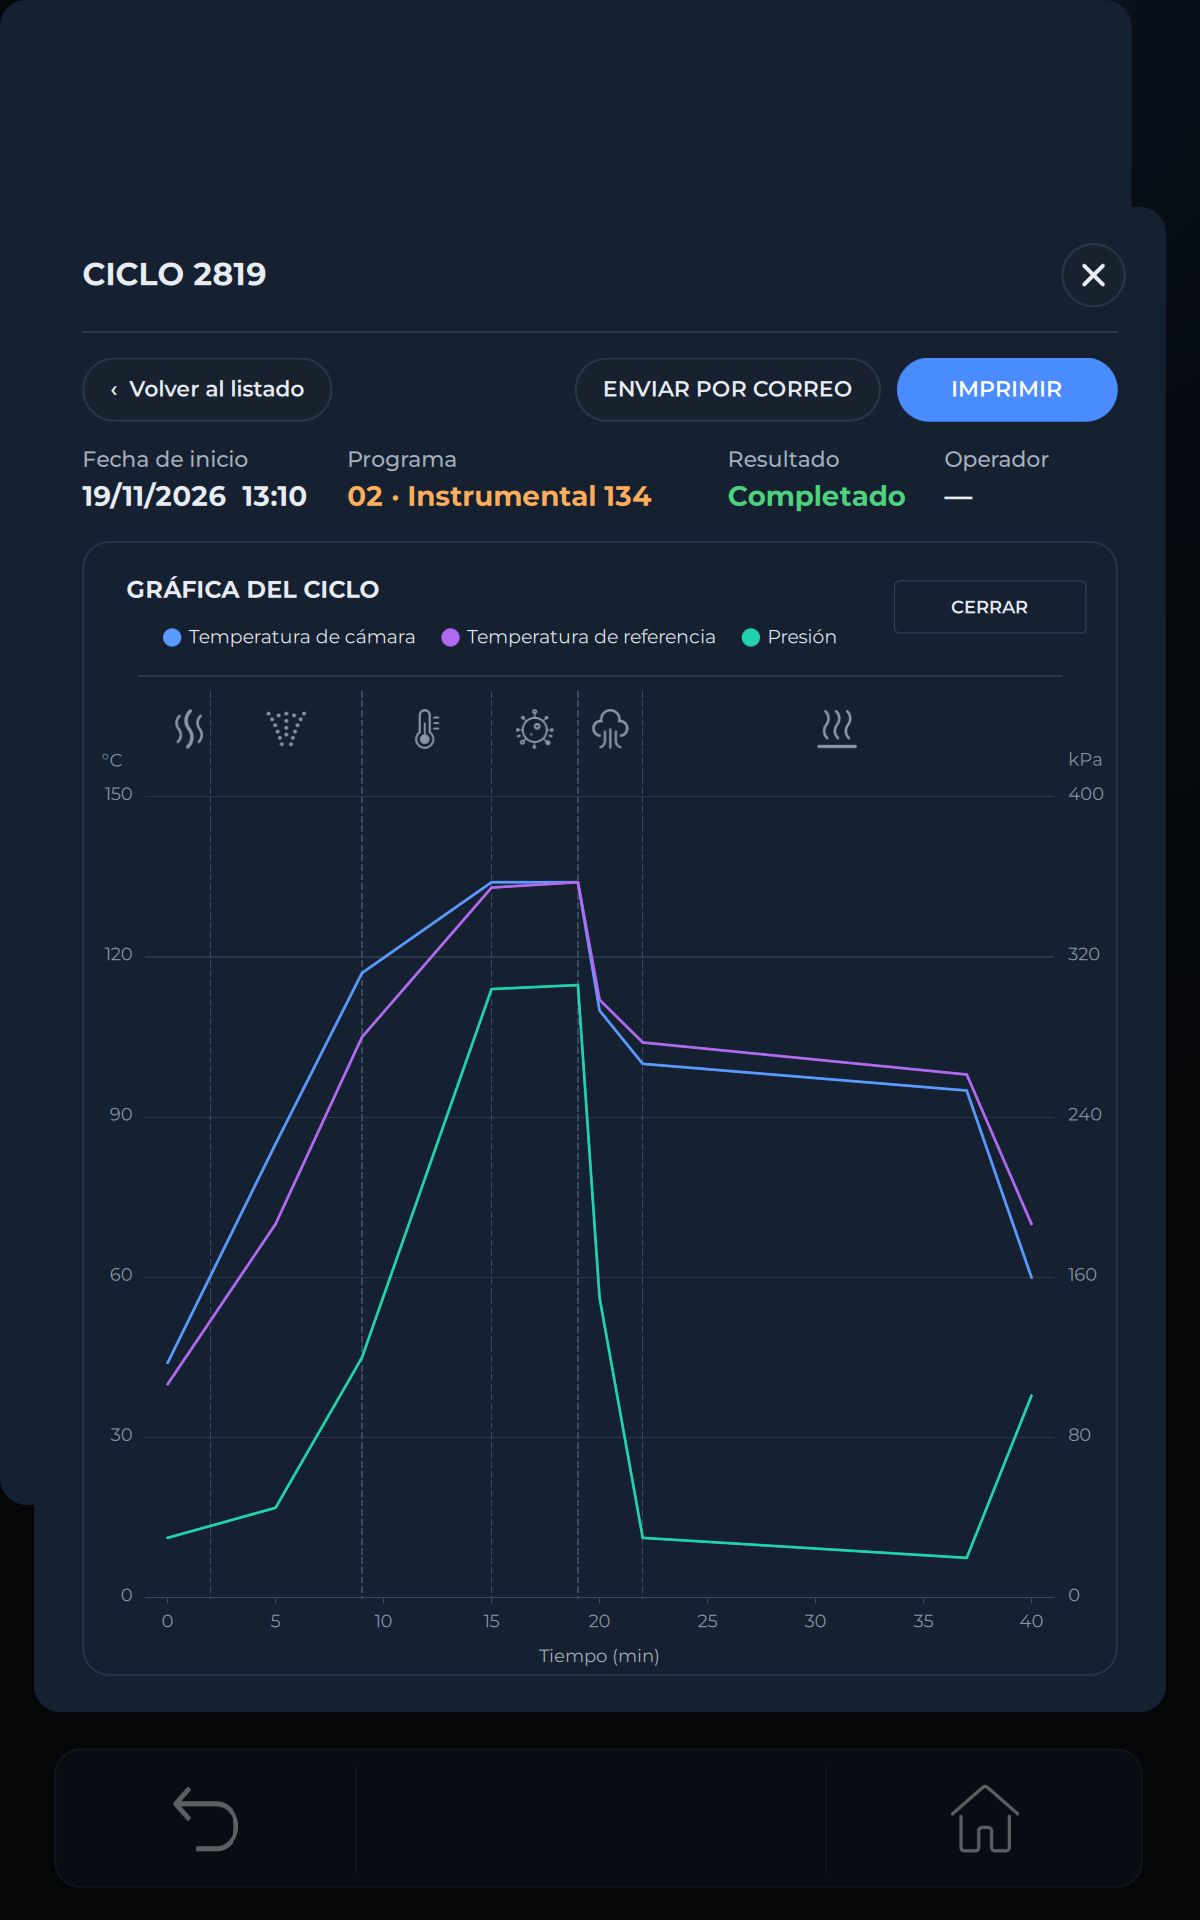 CICLO 2819
‹ Volver al listado
ENVIAR POR CORREO
IMPRIMIR
Fecha de inicio
Programa
Resultado
Operador
19/11/2026 13:10
02 · Instrumental 134
Completado
—
GRÁFICA DEL CICLO
CERRAR
Temperatura de cámara
Temperatura de referencia
Presión
°C
kPa
150
400
120
320
90
240
60
160
30
80
0
0
0 5 10 15 20 25 30 35 40
Tiempo (min)